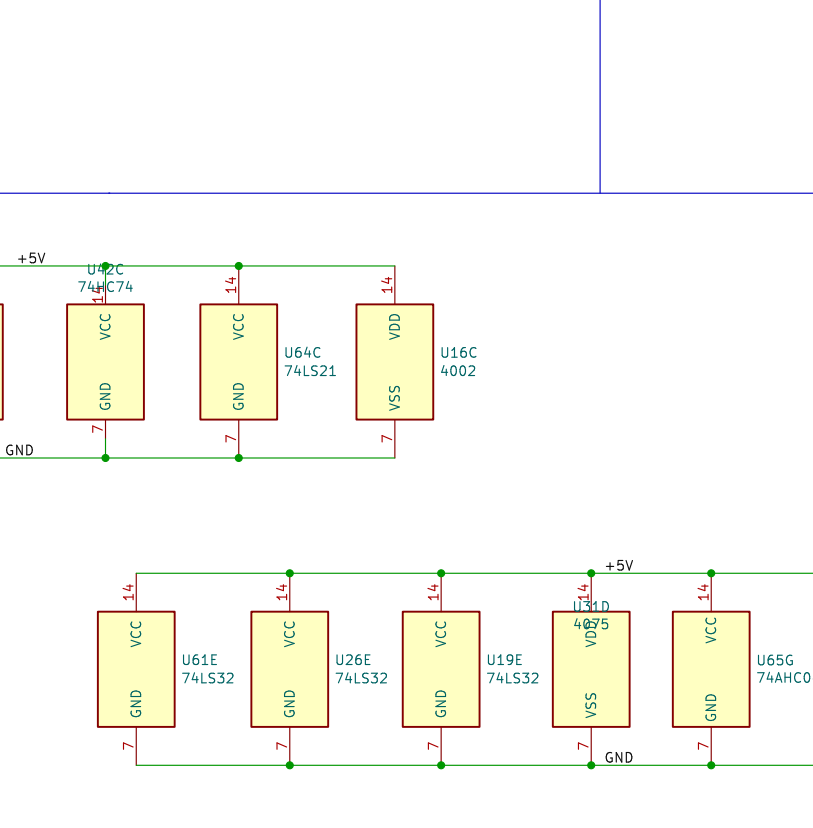 +5V
U42C
74HC74
14
14
14
VCC
VCC
VDD
U64C
74LS21
U16C
4002
GND
GND
VSS
7
7
7
GND
+5V
14
14
14
14
14
U31D
4075
VCC
VCC
VCC
VDD
VCC
U61E
74LS32
U26E
74LS32
U19E
74LS32
U65G
74AHC0
GND
GND
GND
VSS
GND
7
7
7
7
7
GND